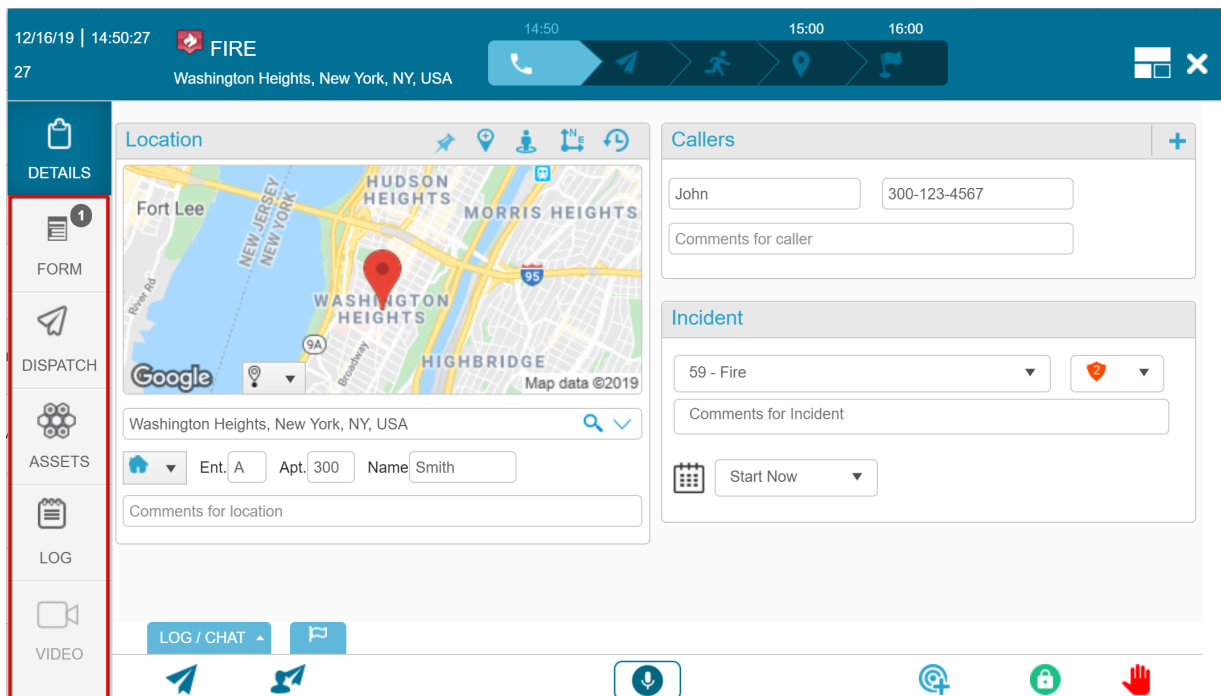 12/16/19 | 14:50:27
27
FIRE
Washington Heights, New York, NY, USA
14:50
15:00
16:00
DETAILS
FORM
1
DISPATCH
ASSETS
LOG
VIDEO
Location
N
E
Fort Lee
HUDSON
HEIGHTS
MORRIS HEIGHTS
NEW JERSEY
NEW YORK
River Rd
95
WASHINGTON
HEIGHTS
9A
Broadway
HIGHBRIDGE
Google
Map data ©2019
Washington Heights, New York, NY, USA
Ent. A Apt. 300 Name Smith
Comments for location
Callers
John 300-123-4567
Comments for caller
Incident
59 - Fire
2
Comments for Incident
Start Now
LOG / CHAT